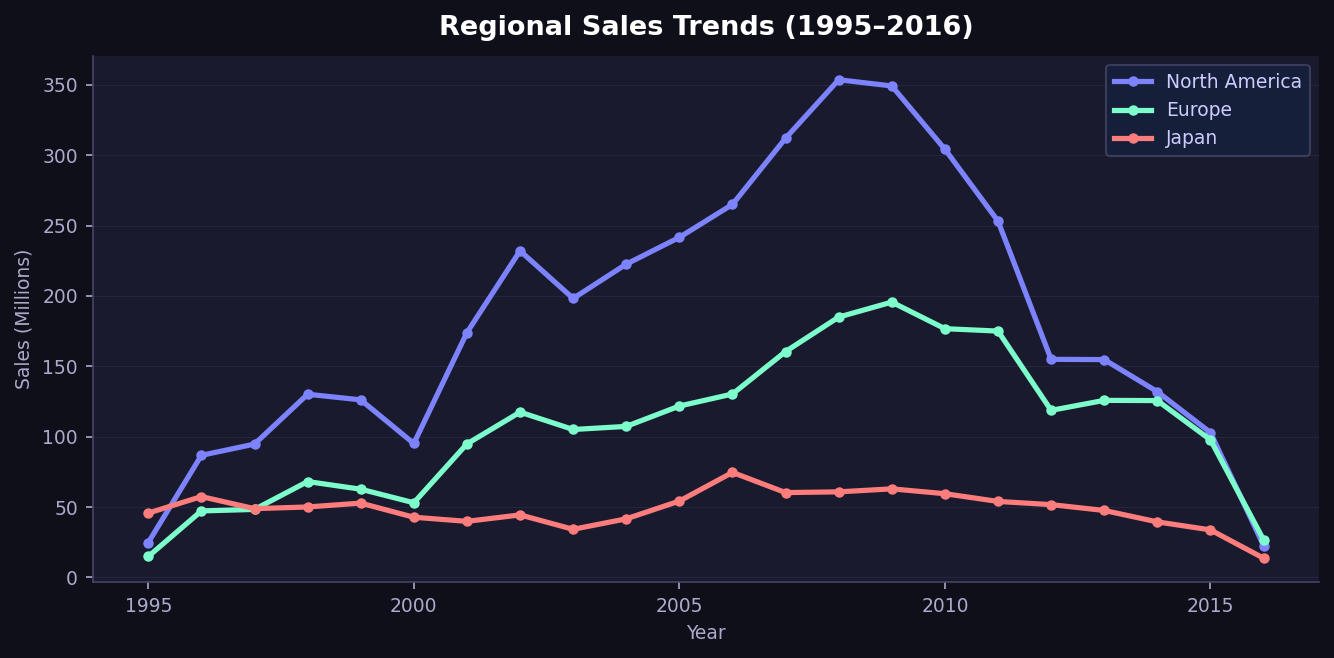 Regional Sales Trends (1995–2016)
North America
Europe
Japan
Sales (Millions)
350
300
250
200
150
100
50
0
1995
2000
2005
2010
2015
Year